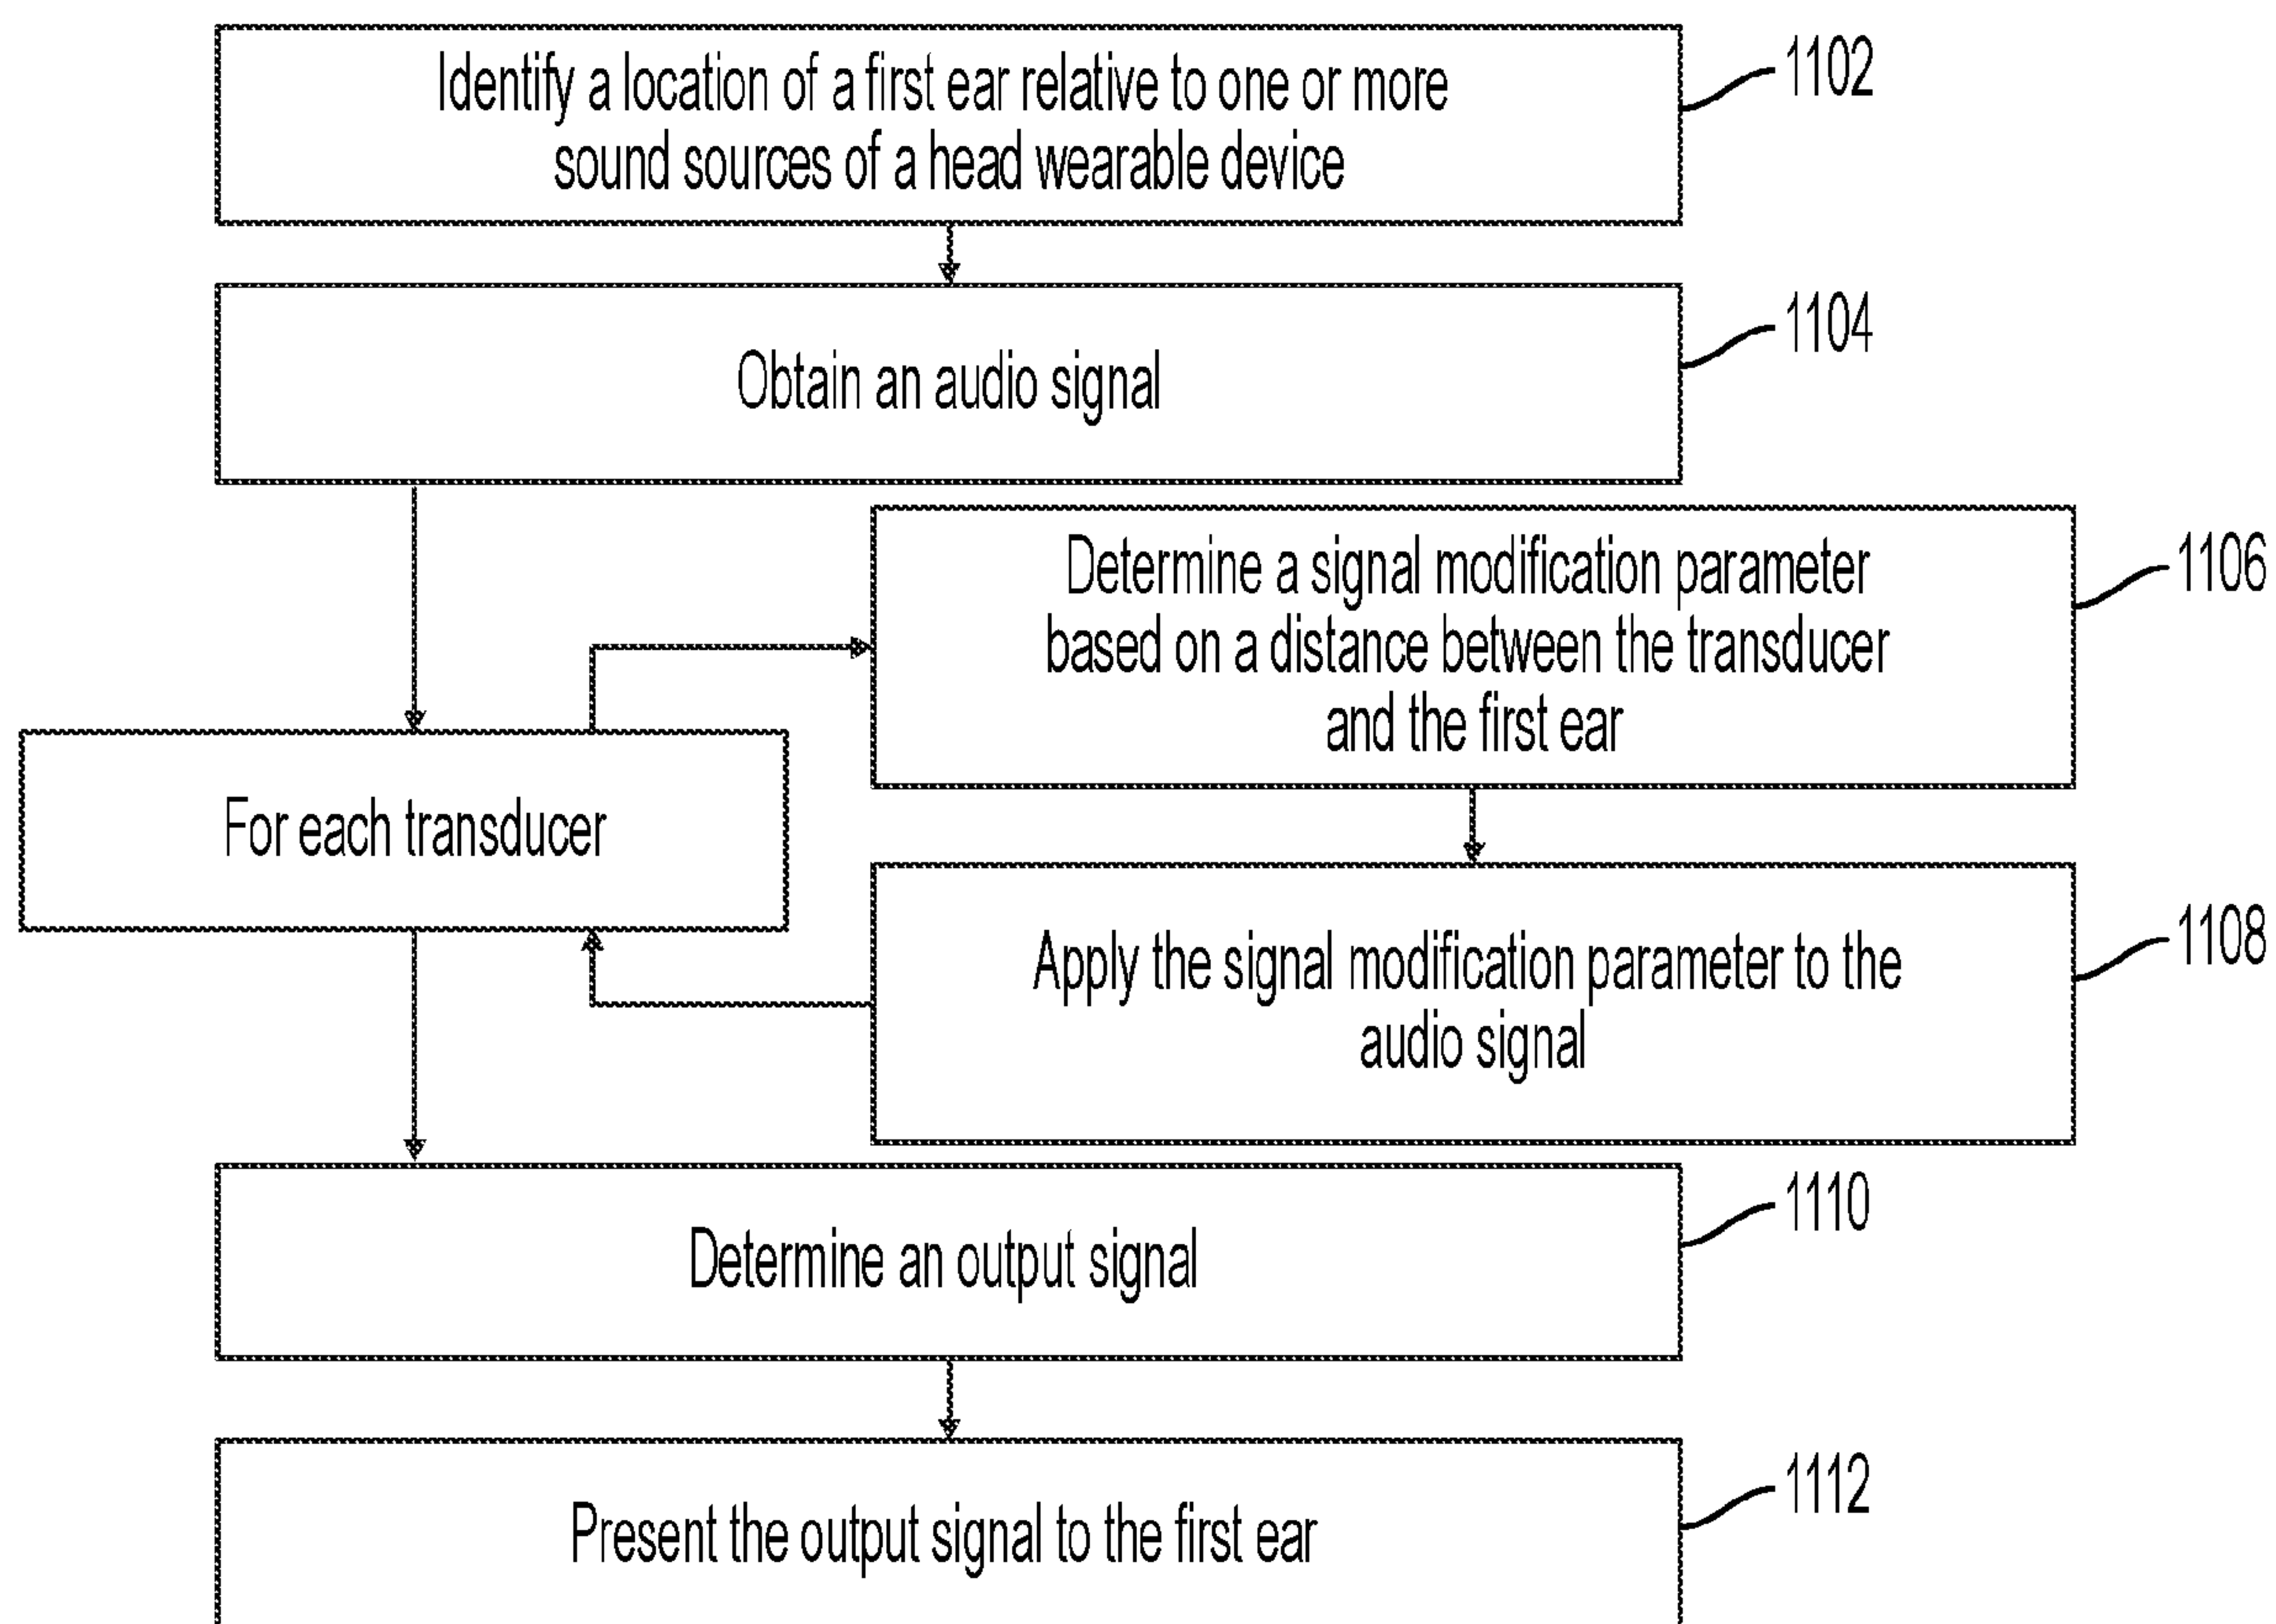 Identify a location of a first ear relative to one or more
sound sources of a head wearable device
1102
Obtain an audio signal
1104
Determine a signal modification parameter
based on a distance between the transducer
and the first ear
1106
For each transducer
Apply the signal modification parameter to the
audio signal
1108
Determine an output signal
1110
Present the output signal to the first ear
1112